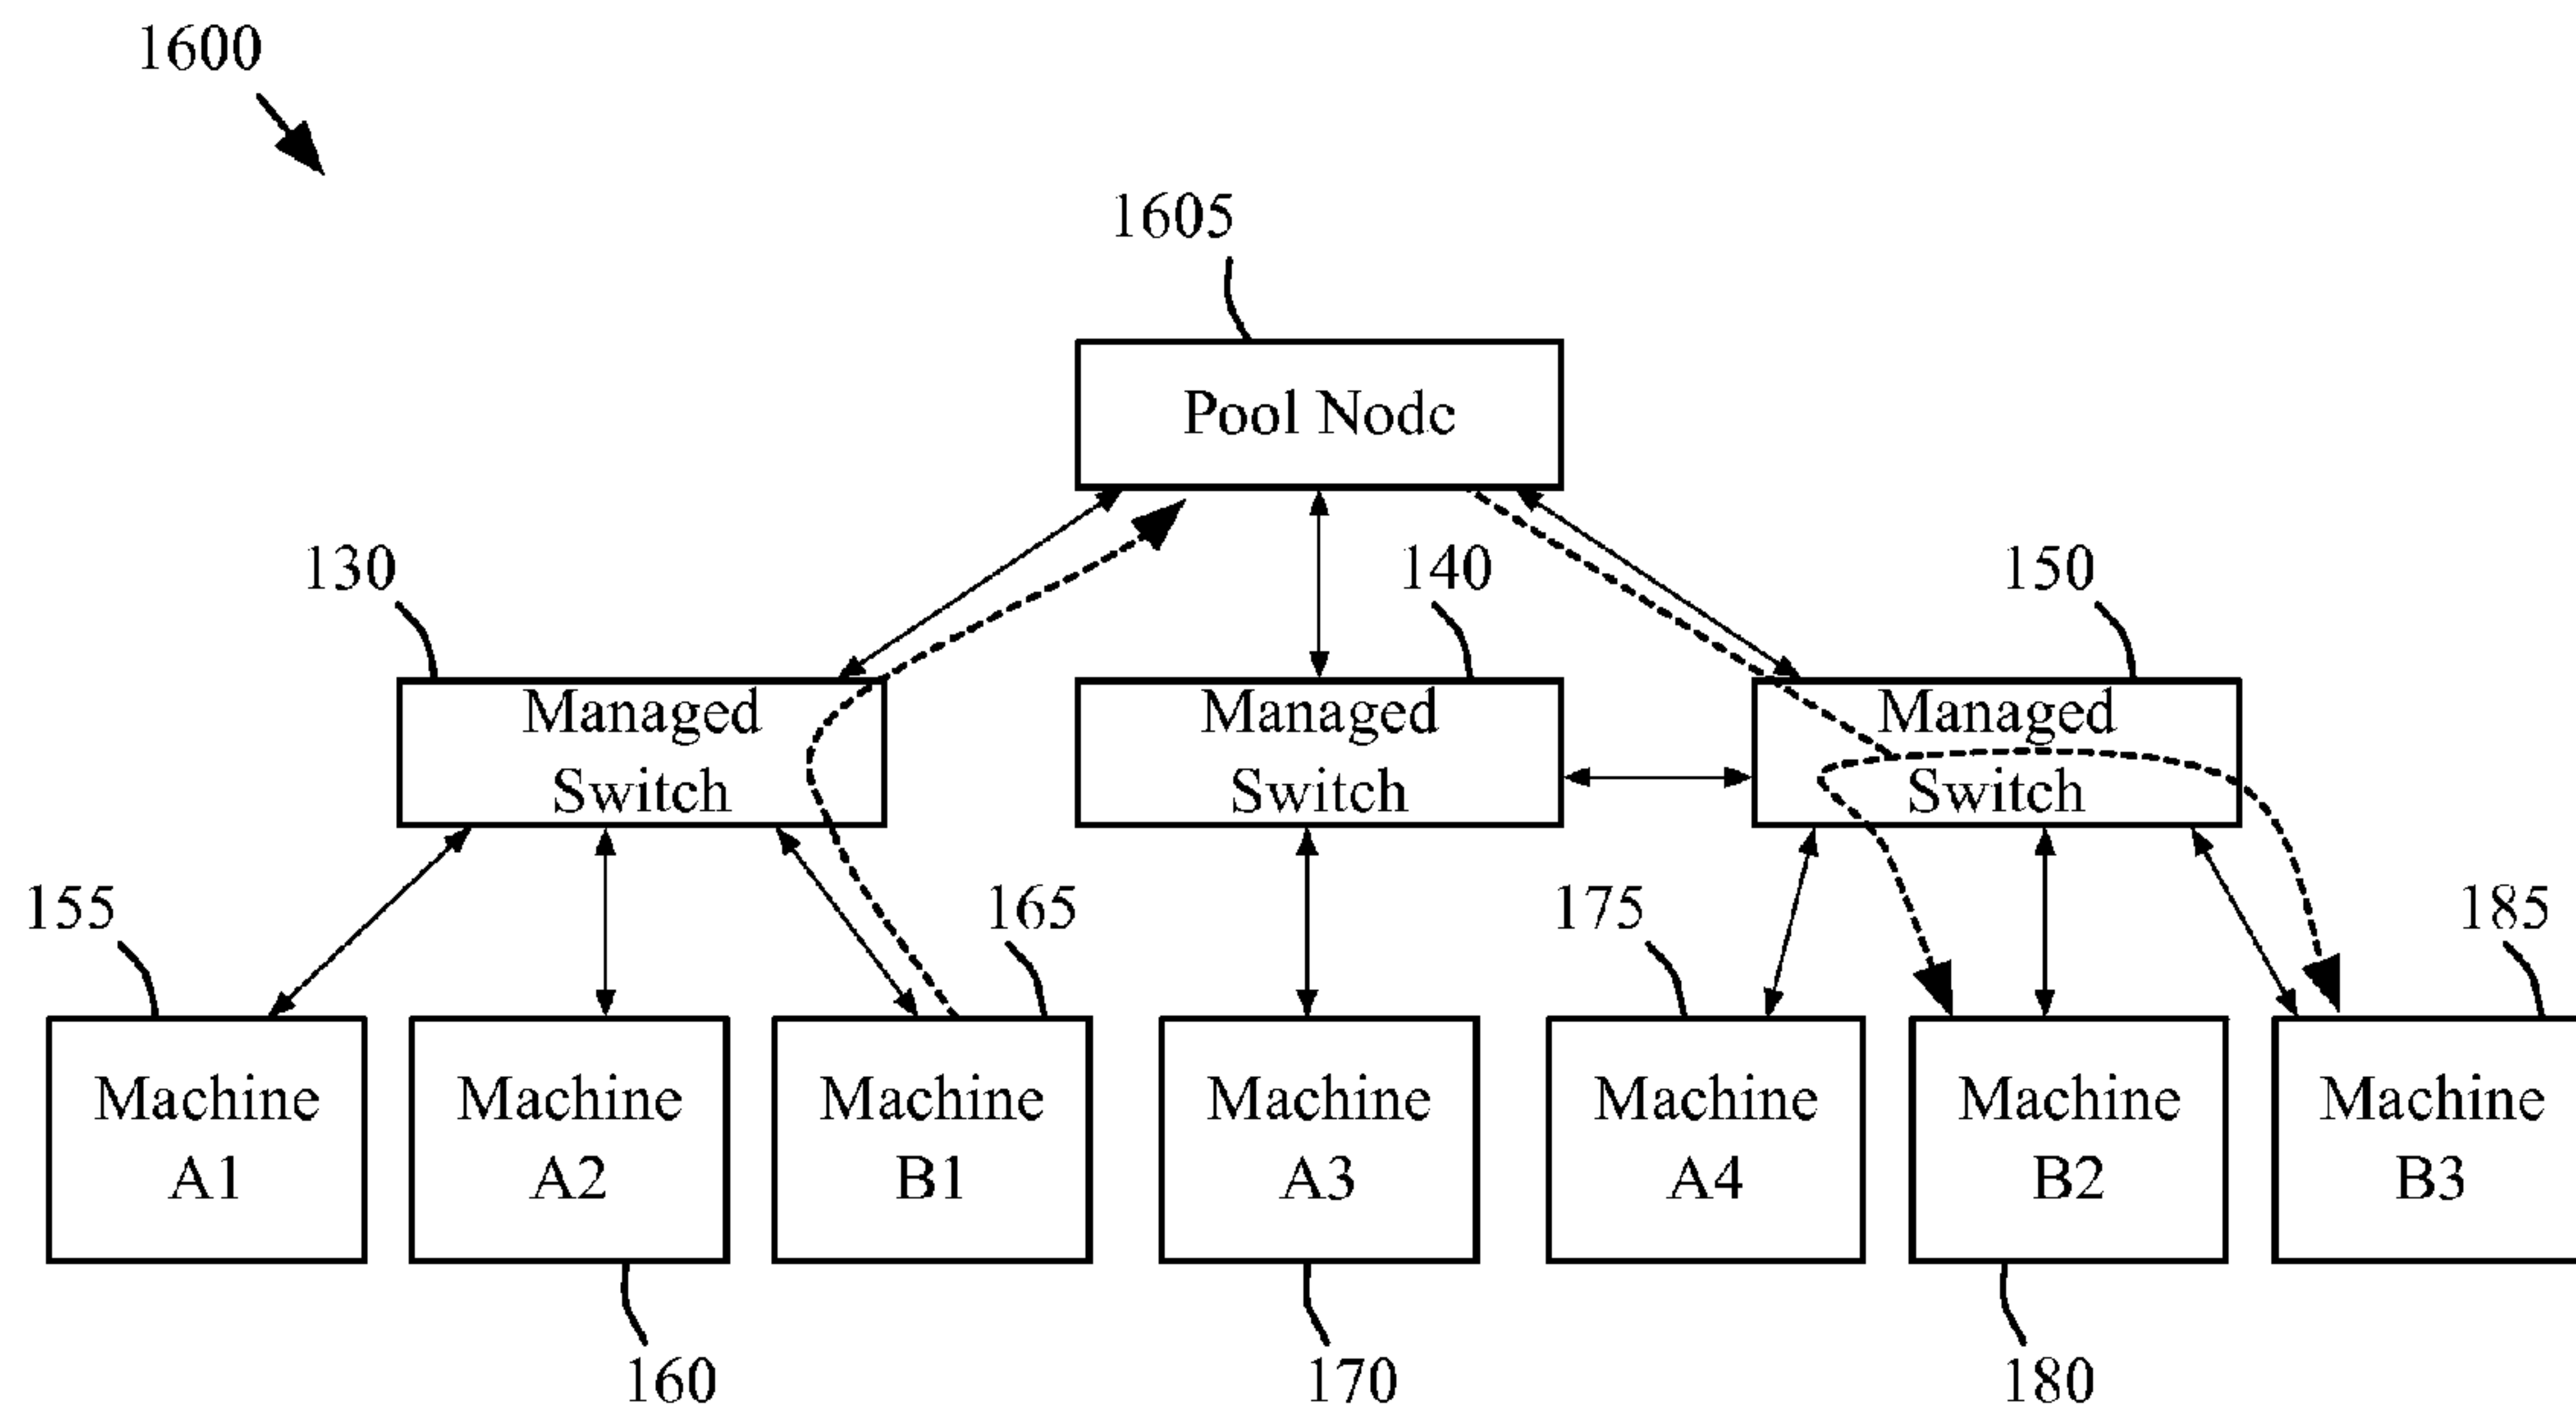 1600
1605
Pool Node
130
140
150
Managed
Switch
Managed
Switch
Managed
Switch
155
165
175
185
Machine
A1
Machine
A2
Machine
B1
Machine
A3
Machine
A4
Machine
B2
Machine
B3
160
170
180